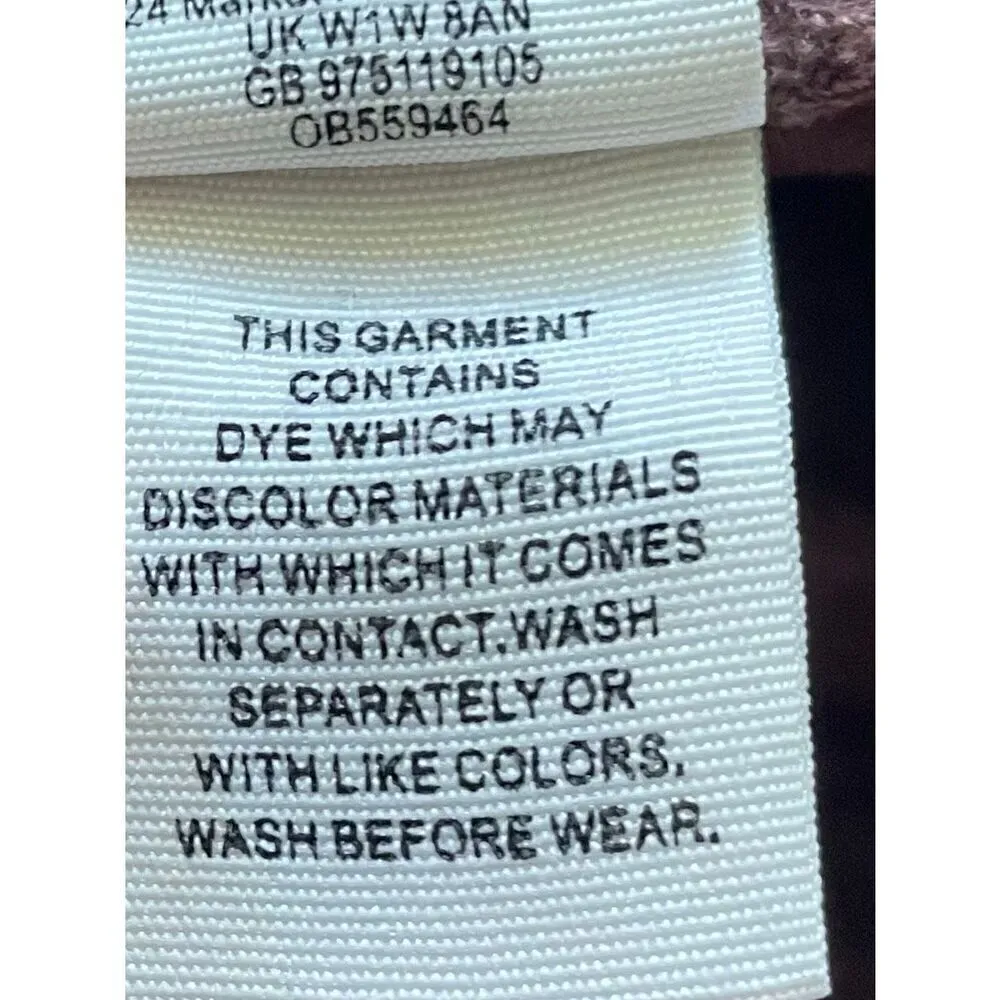 24
UK W1W 8AN
GB 975119105
OB559464
THIS GARMENT
CONTAINS
DYE WHICH MAY
DISCOLOR MATERIALS
WITH WHICH IT COMES
IN CONTACT.WASH
SEPARATELY OR
WITH LIKE COLORS.
WASH BEFORE WEAR.